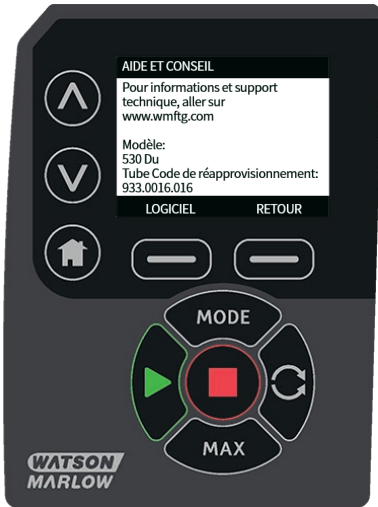 AIDE ET CONSEIL
Pour informations et support
technique, aller sur
www.wmftg.com
Modèle:
530 Du
Tube Code de réapprovisionnement:
933.0016.016
LOGICIEL RETOUR
MODE
MAX
WATSON
MARLOW